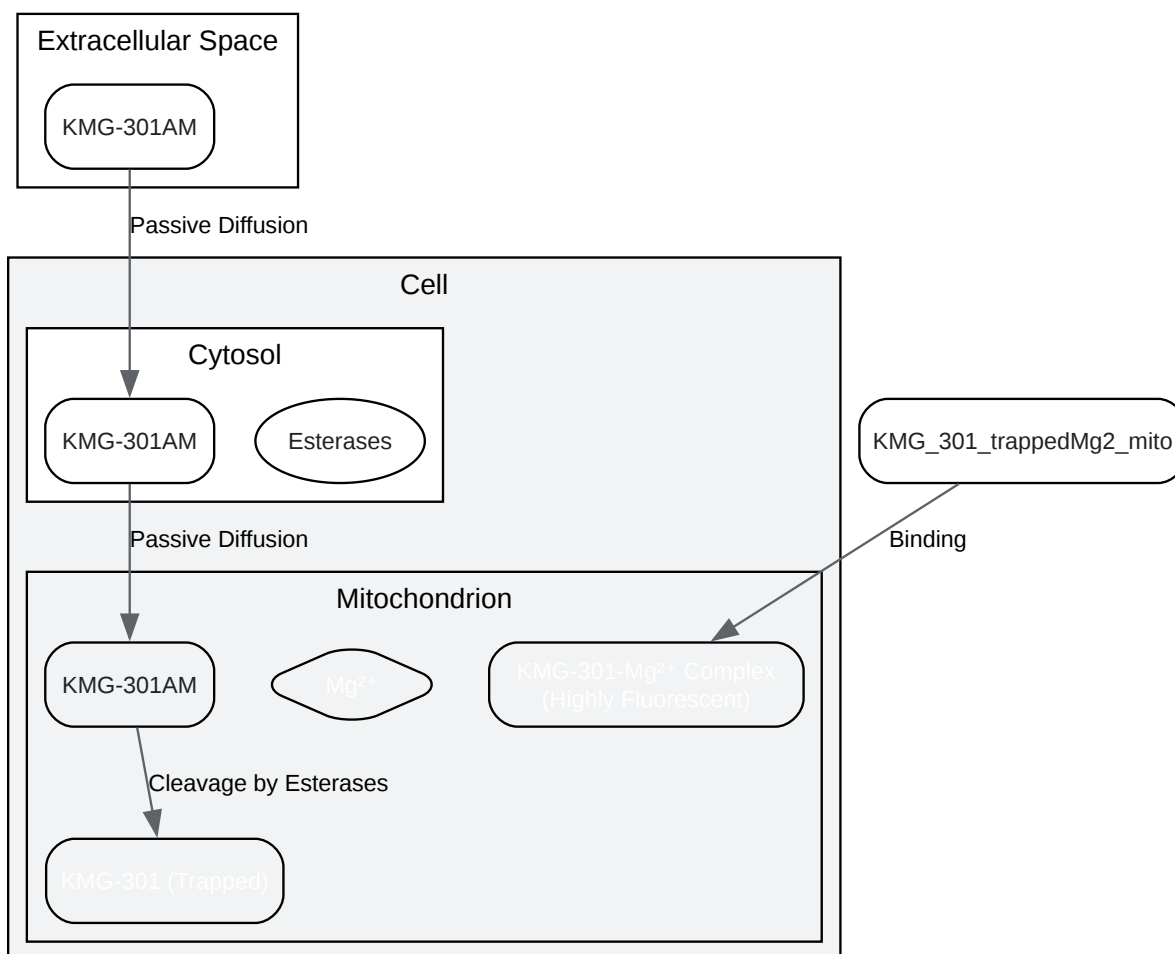 Extracellular Space
KMG-301AM
Passive Diffusion
Cell
Cytosol
KMG-301AM
Esterases
KMG_301_trappedMg2_mito
Passive Diffusion
Binding
Mitochondrion
KMG-301AM
Mg²⁺
KMG-301-Mg²⁺ Complex
(Highly Fluorescent)
Cleavage by Esterases
KMG-301 (Trapped)